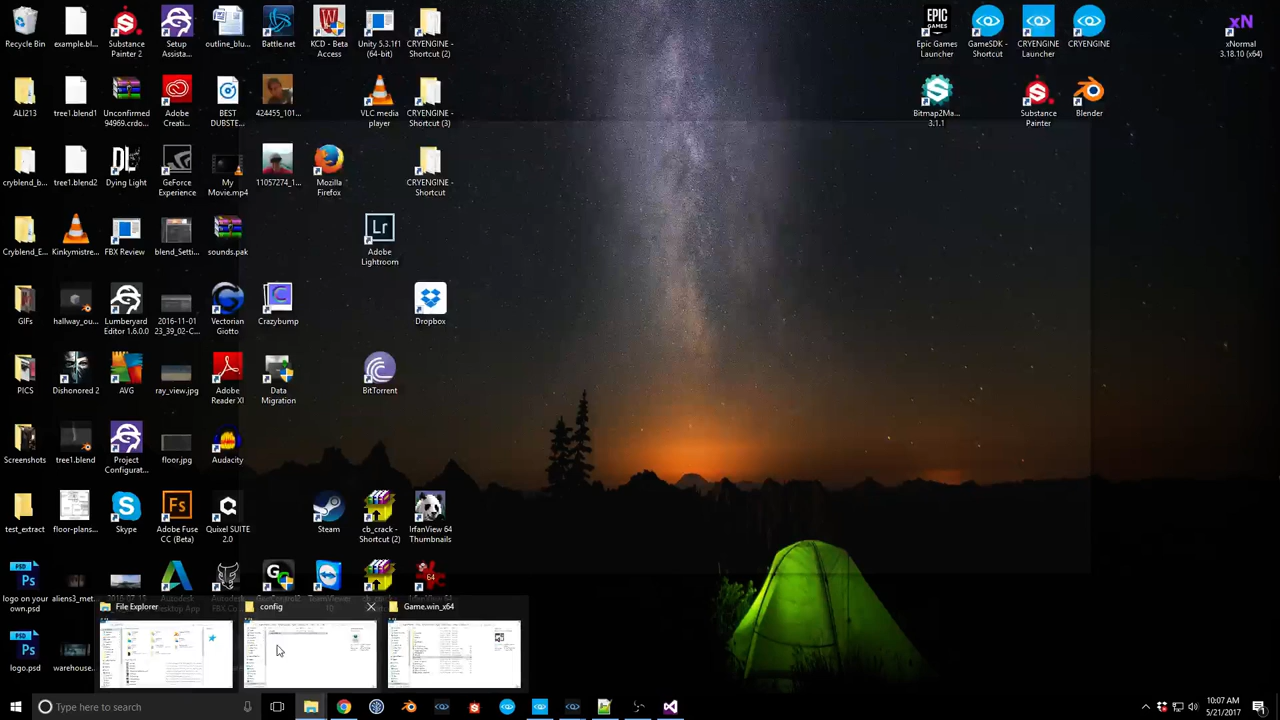 Recycle Bin
example.bl...
Substance
Painter 2
Setup
Assista...
outline_blu...
Battle.net
KCD - Beta
Access
Unity 5.3.1f1
(64-bit)
CRYENGINE -
Shortcut (2)
EPIC
GAMES
Epic Games
Launcher
GameSDK -
Shortcut
CRYENGINE
Launcher
CRYENGINE
xN
xNormal
3.18.10 (x64)
ALI213
tree1.blend1
Unconfirmed
94969.crdo...
Adobe
Creati...
BEST
DUBSTE...
424455_101...
VLC media
player
CRYENGINE -
Shortcut (3)
Bitmap2Ma...
3.1.1
Substance
Painter
Blender
cryblend_b...
tree1.blend2
DL
Dying Light
GeForce
Experience
My
Movie.mp4
11057274_1...
Mozilla
Firefox
CRYENGINE -
Shortcut
Cryblend_E...
Kinkymistre...
FBX Review
blend_Setti...
sounds.pak
Lr
Adobe
Lightroom
GIFs
hallway_ou...
Lumberyard
Editor 1.6.0.0
2016-11-01
23_39_02-C...
Vectorian
Giotto
Crazybump
Dropbox
PICS
Dishonored 2
AVG
ray_view.jpg
Adobe
Reader XI
Data
Migration
BitTorrent
Screenshots
tree1.blend
Project
Configurat...
floor.jpg
Audacity
test_extract
floor-plans...
Skype
Fs
Adobe Fuse
CC (Beta)
Quixel SUITE
2.0
Steam
cb_crack -
Shortcut (2)
IrfanView 64
Thumbnails
PSD
Ps
logo on your
own.psd
aliens3_met...
2016-07-15
64
File Explorer
config
Game.win_x64
PSD
Ps
logo.psd
warehouse...
Type here to search
10:07 AM
5/21/2017